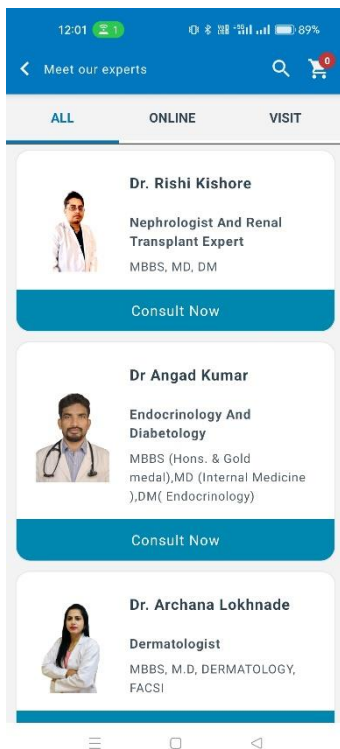 12:01 1 89%
Meet our experts
0
ALL ONLINE VISIT
Dr. Rishi Kishore
Nephrologist And Renal
Transplant Expert
MBBS, MD, DM
Consult Now
Dr Angad Kumar
Endocrinology And
Diabetology
MBBS (Hons. & Gold
medal),MD (Internal Medicine
),DM( Endocrinology)
Consult Now
Dr. Archana Lokhnade
Dermatologist
MBBS, M.D, DERMATOLOGY,
FACSI